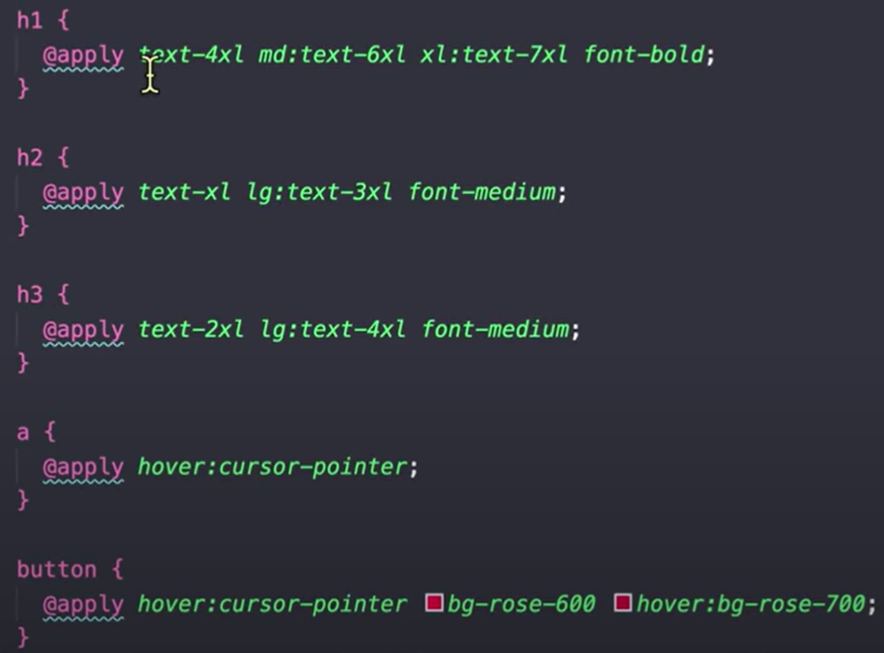 h1 {
@apply text-4xl md:text-6xl xl:text-7xl font-bold;
}
h2 {
@apply text-xl lg:text-3xl font-medium;
}
h3 {
@apply text-2xl lg:text-4xl font-medium;
}
a {
@apply hover:cursor-pointer;
}
button {
@apply hover:cursor-pointer bg-rose-600 hover:bg-rose-700;
}